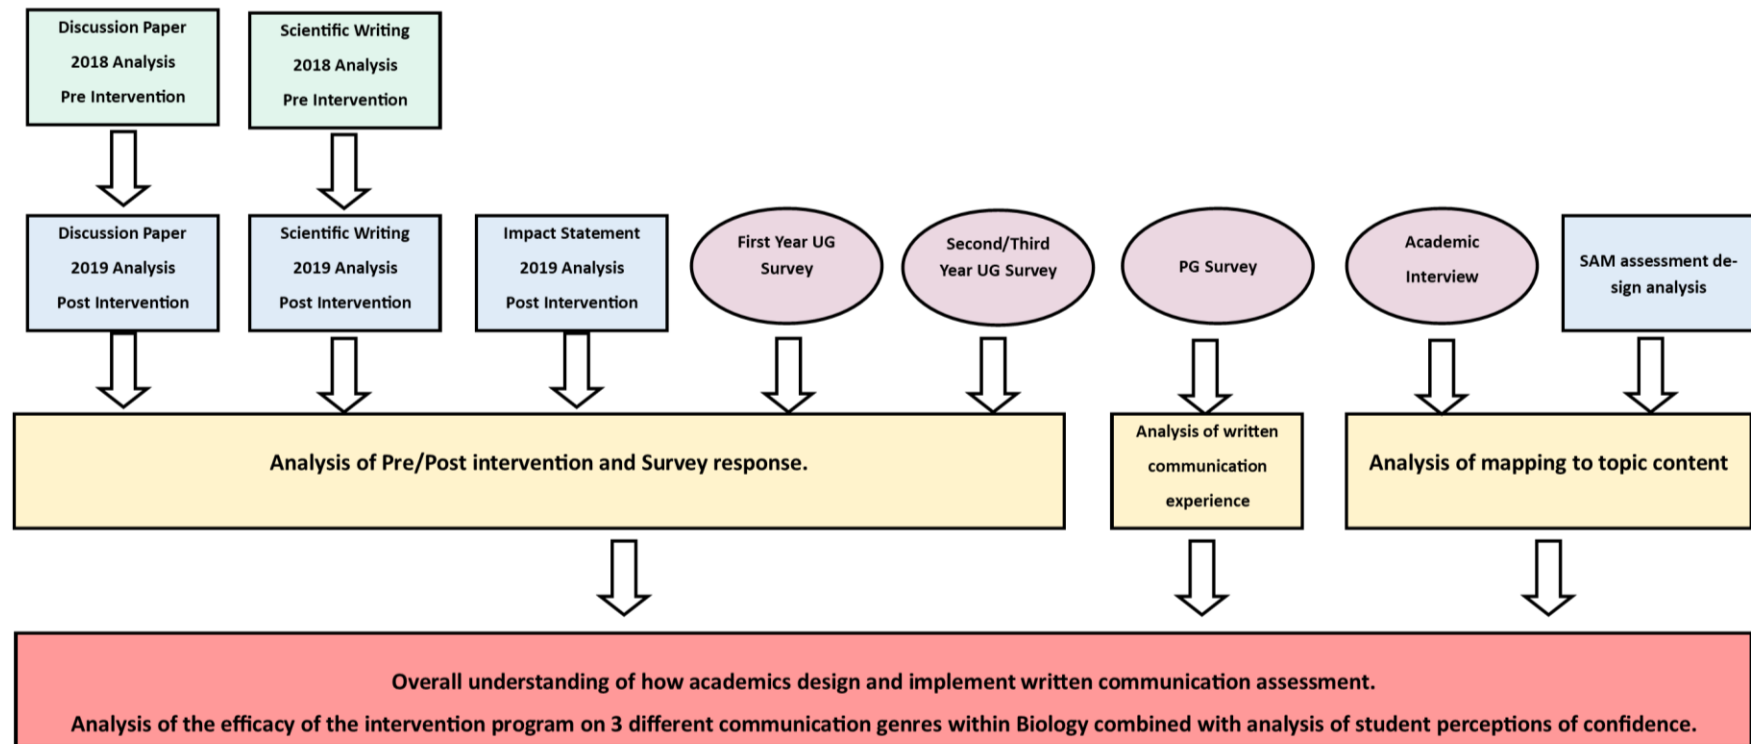 Discussion Paper
2018 Analysis
Pre Intervention
Scientific Writing
2018 Analysis
Pre Intervention
Discussion Paper
2019 Analysis
Post Intervention
Scientific Writing
2019 Analysis
Post Intervention
Impact Statement
2019 Analysis
Post Intervention
First Year UG
Survey
Second/Third
Year UG Survey
PG Survey
Academic
Interview
SAM assessment de-
sign analysis
Analysis of Pre/Post intervention and Survey response.
Analysis of written
communication
experience
Analysis of mapping to topic content
Overall understanding of how academics design and implement written communication assessment.
Analysis of the efficacy of the intervention program on 3 different communication genres within Biology combined with analysis of student perceptions of confidence.